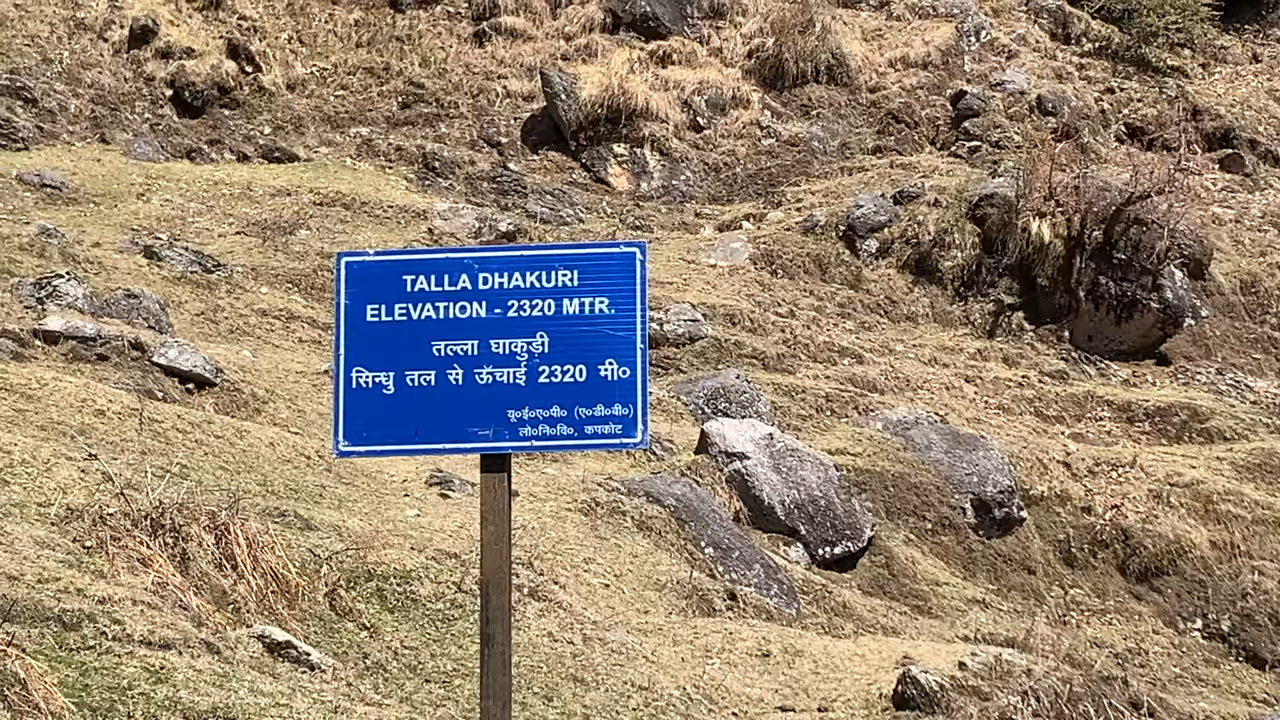 TALLA DHAKURI
ELEVATION - 2320 MTR.
तल्ला घाकुड़ी
सिन्धु तल से ऊँचाई 2320 मी०
यू०ई०ए०पी० (ए०डी०बी०)
लो०नि०वि०, कपकोट